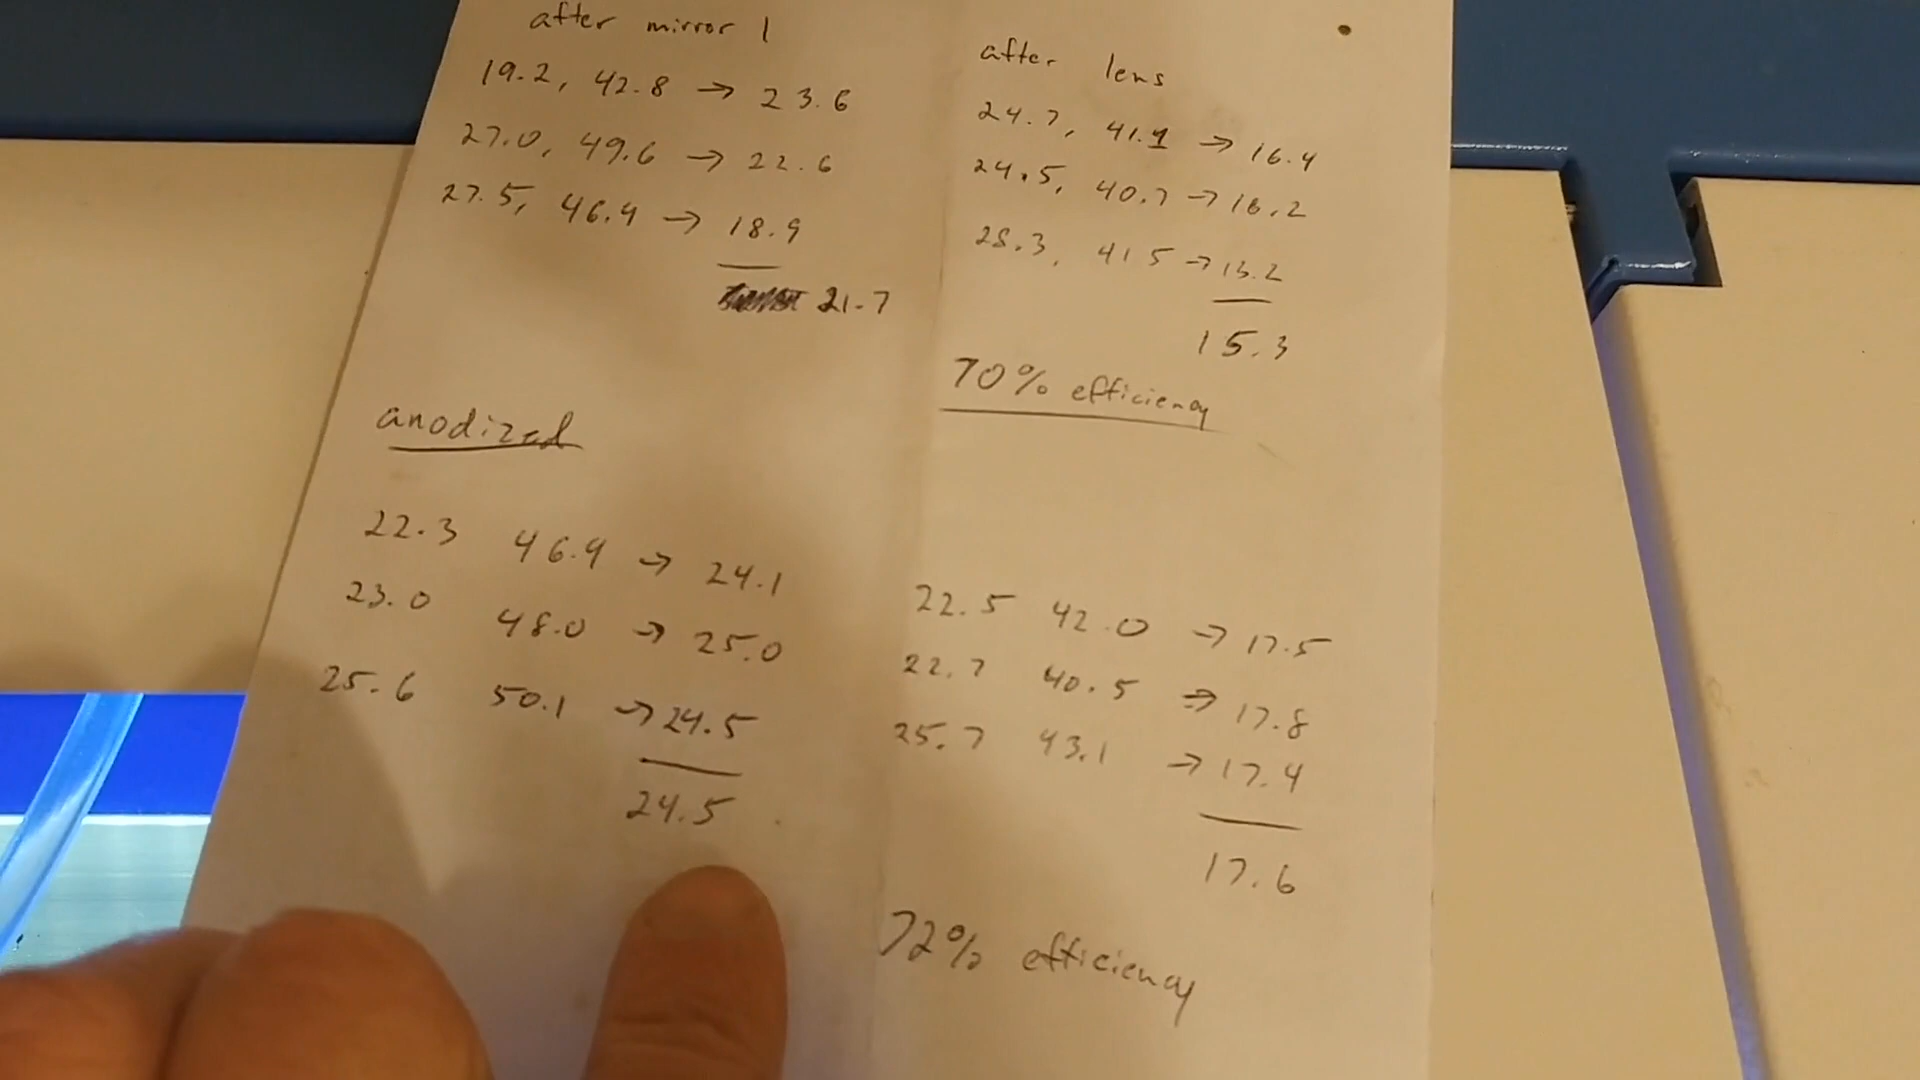 after mirror 1
19.2, 42.8 → 23.6
27.0, 49.6 → 22.6
27.5, 46.4 → 18.9
21.7
after lens
24.7, 41.1 → 16.4
24.5, 40.7 → 16.2
28.3, 41 5 → 13.2
15.3
70% efficiency
anodized
22.3 46.4 → 24.1
23.0 48.0 → 25.0
25.6 50.1 → 24.5
24.5
22.5 42.0 → 17.5
22.7 40.5 → 17.8
25.7 43.1 → 17.4
17.6
72% efficiency